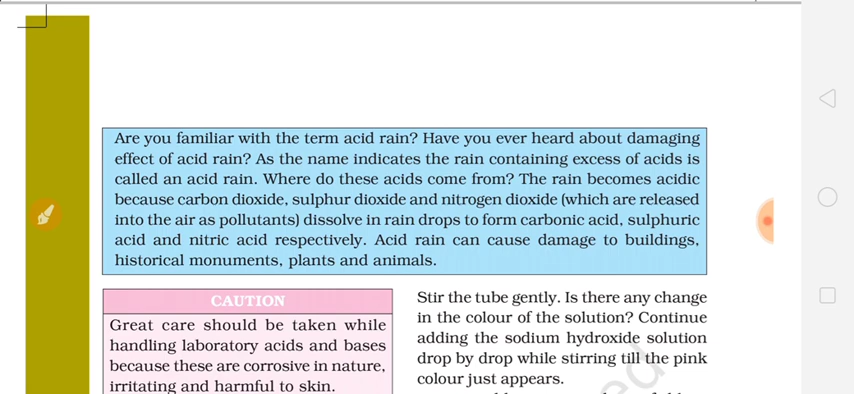 Are you familiar with the term acid rain? Have you ever heard about damaging
effect of acid rain? As the name indicates the rain containing excess of acids is
called an acid rain. Where do these acids come from? The rain becomes acidic
because carbon dioxide, sulphur dioxide and nitrogen dioxide (which are released
into the air as pollutants) dissolve in rain drops to form carbonic acid, sulphuric
acid and nitric acid respectively. Acid rain can cause damage to buildings,
historical monuments, plants and animals.
CAUTION
Great care should be taken while
handling laboratory acids and bases
because these are corrosive in nature,
irritating and harmful to skin.
Stir the tube gently. Is there any change
in the colour of the solution? Continue
adding the sodium hydroxide solution
drop by drop while stirring till the pink
colour just appears.